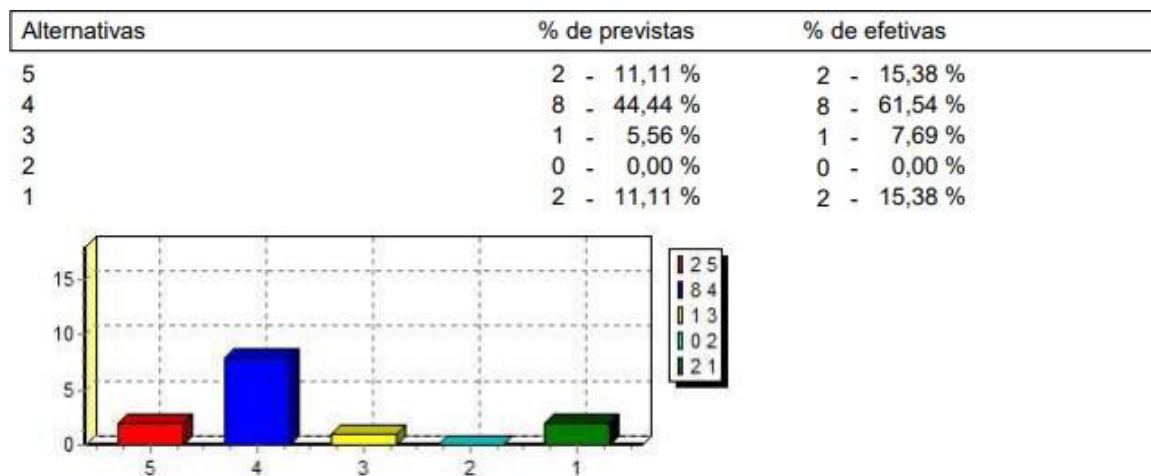 Alternativas % de previstas % de efetivas
5 2 - 11,11 % 2 - 15,38 %
4 8 - 44,44 % 8 - 61,54 %
3 1 - 5,56 % 1 - 7,69 %
2 0 - 0,00 % 0 - 0,00 %
1 2 - 11,11 % 2 - 15,38 %
15
10
5
0
5 4 3 2 1
2 5
8 4
1 3
0 2
2 1